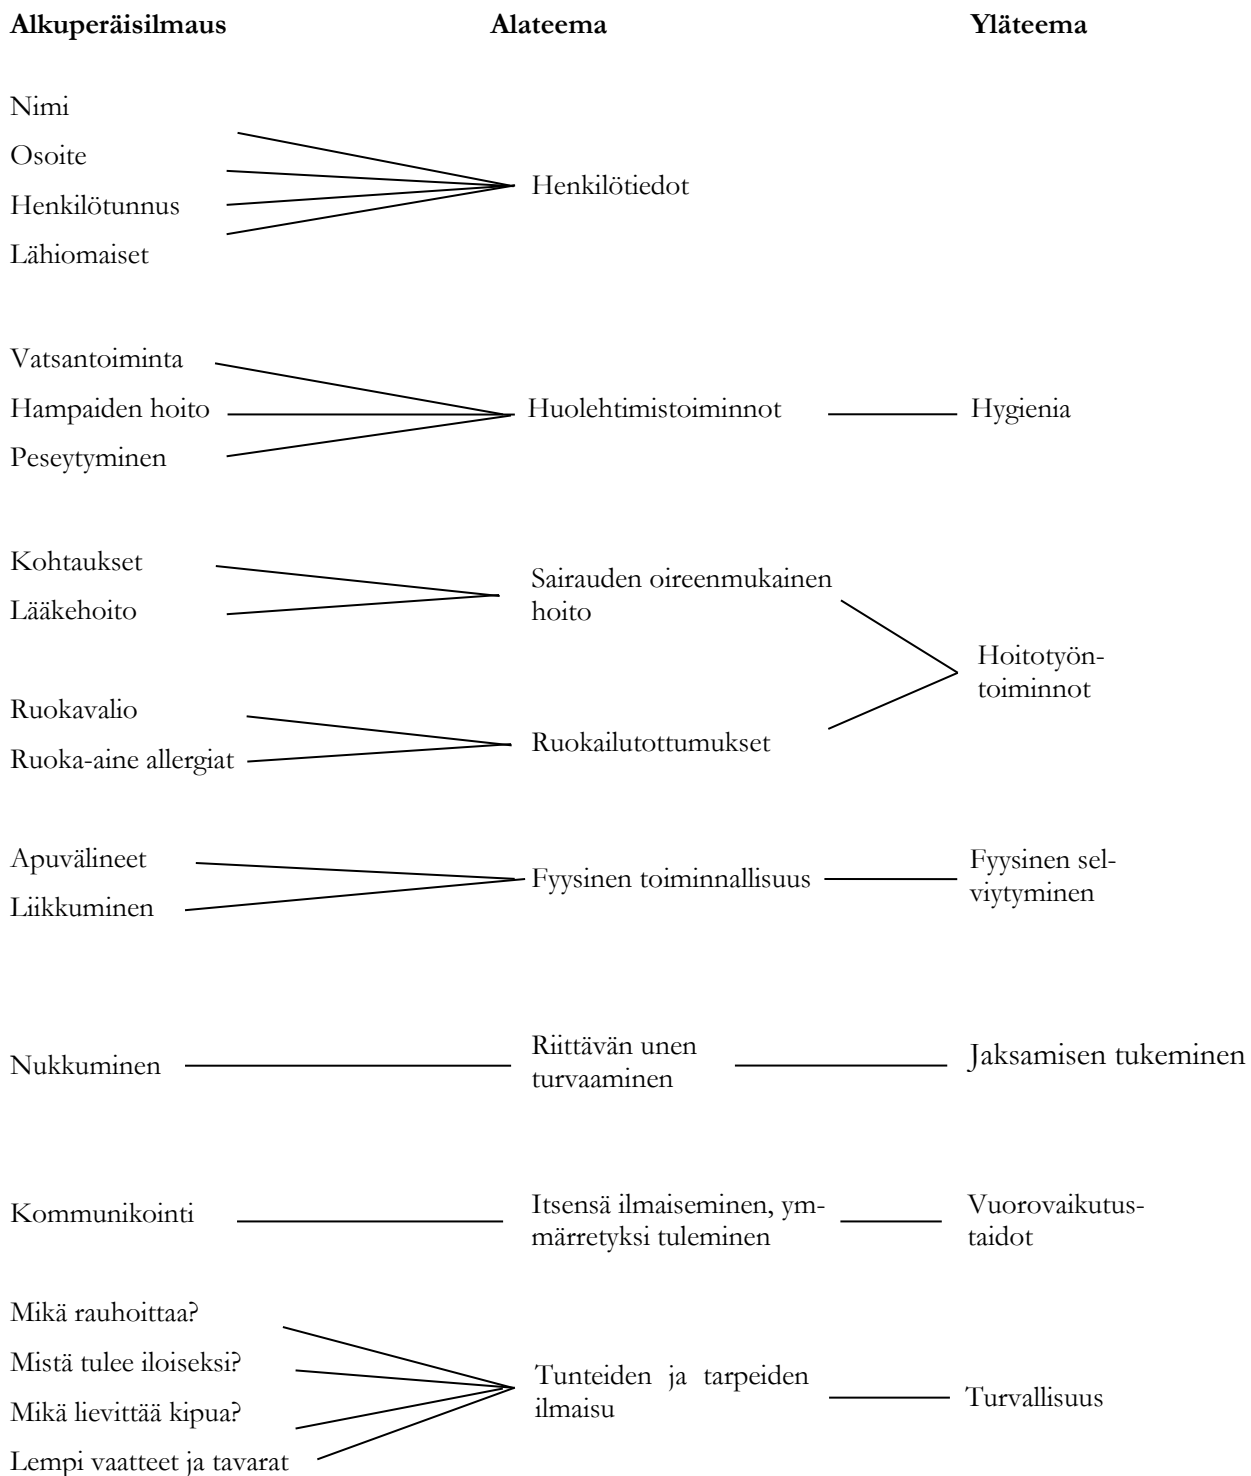 Alkuperäisilmaus Alateema Yläteema
Nimi
Osoite
Henkilötunnus
Lähiomaiset
Henkilötiedot
Vatsantoiminta
Hampaiden hoito
Peseytyminen
Huolehtimistoiminnot
Hygienia
Kohtaukset
Lääkehoito
Sairauden oireenmukainen
hoito
Ruokavalio
Ruoka-aine allergiat
Ruokailutottumukset
Hoitotyön-
toiminnot
Apuvälineet
Liikkuminen
Fyysinen toiminnallisuus
Fyysinen sel-
viytyminen
Nukkuminen
Riittävän unen
turvaaminen
Jaksamisen tukeminen
Kommunikointi
Itsensä ilmaiseminen, ym-
märretyksi tuleminen
Vuorovaikutus-
taidot
Mikä rauhoittaa?
Mistä tulee iloiseksi?
Mikä lievittää kipua?
Lempi vaatteet ja tavarat
Tunteiden ja tarpeiden
ilmaisu
Turvallisuus